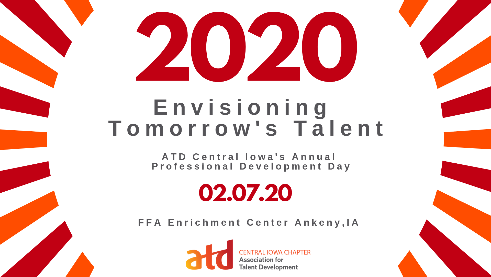 2020
Envisioning
Tomorrow's Talent
ATD Central Iowa's Annual
Professional Development Day
02.07.20
FFA Enrichment Center Ankeny,IA
atd
CENTRAL IOWA CHAPTER
Association for
Talent Development